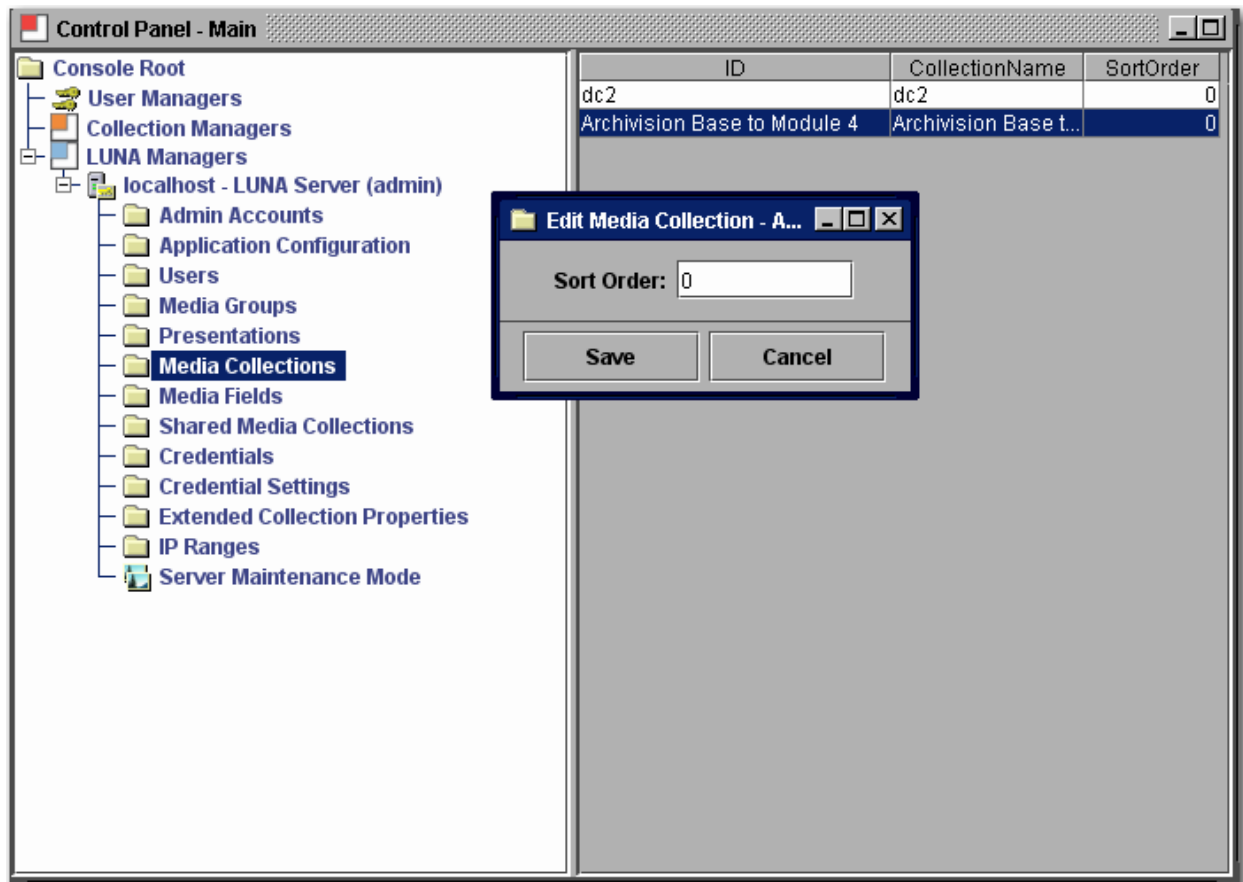 Control Panel - Main
Console Root
User Managers
Collection Managers
LUNA Managers
localhost - LUNA Server (admin)
Admin Accounts
Application Configuration
Users
Media Groups
Presentations
Media Collections
Media Fields
Shared Media Collections
Credentials
Credential Settings
Extended Collection Properties
IP Ranges
Server Maintenance Mode
ID CollectionName SortOrder
dc2 dc2 0
Archivision Base to Module 4 Archivision Base t... 0
Edit Media Collection - A...
Sort Order: 0
Save Cancel